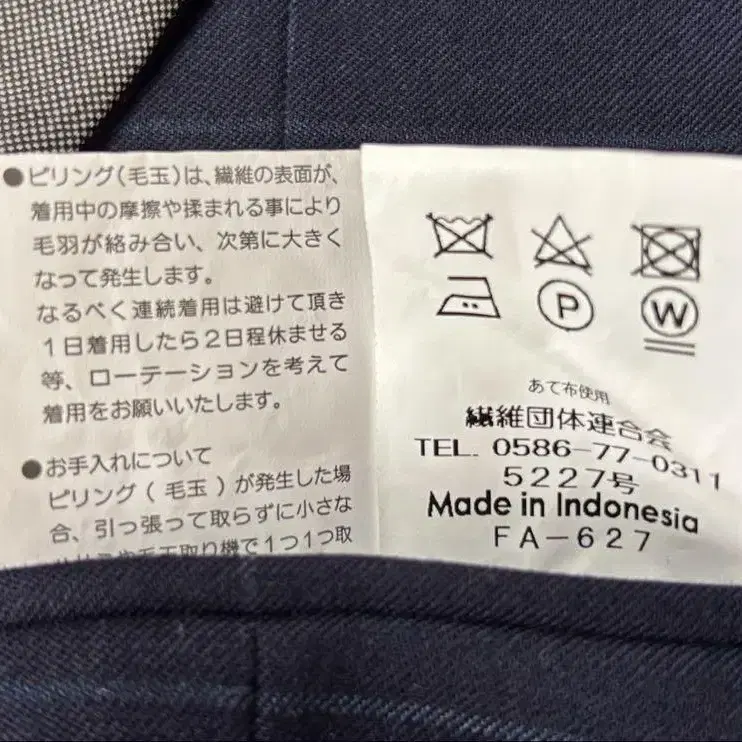 ●ピリング(毛玉)は、繊維の表面が、
着用中の摩擦や揉まれる事により
毛羽が絡み合い、次第に大きく
なって発生します。
なるべく連続着用は避けて頂き
1日着用したら2日程休ませる
等、ローテーションを考えて
着用をお願いいたします。
●お手入れについて
ピリング(毛玉)が発生した場
合、引っ張って取らずに小さな
P
W
あて布使用
繊維団体連合会
TEL. 0586-77-0311
5227号
Made in Indonesia
FA-627